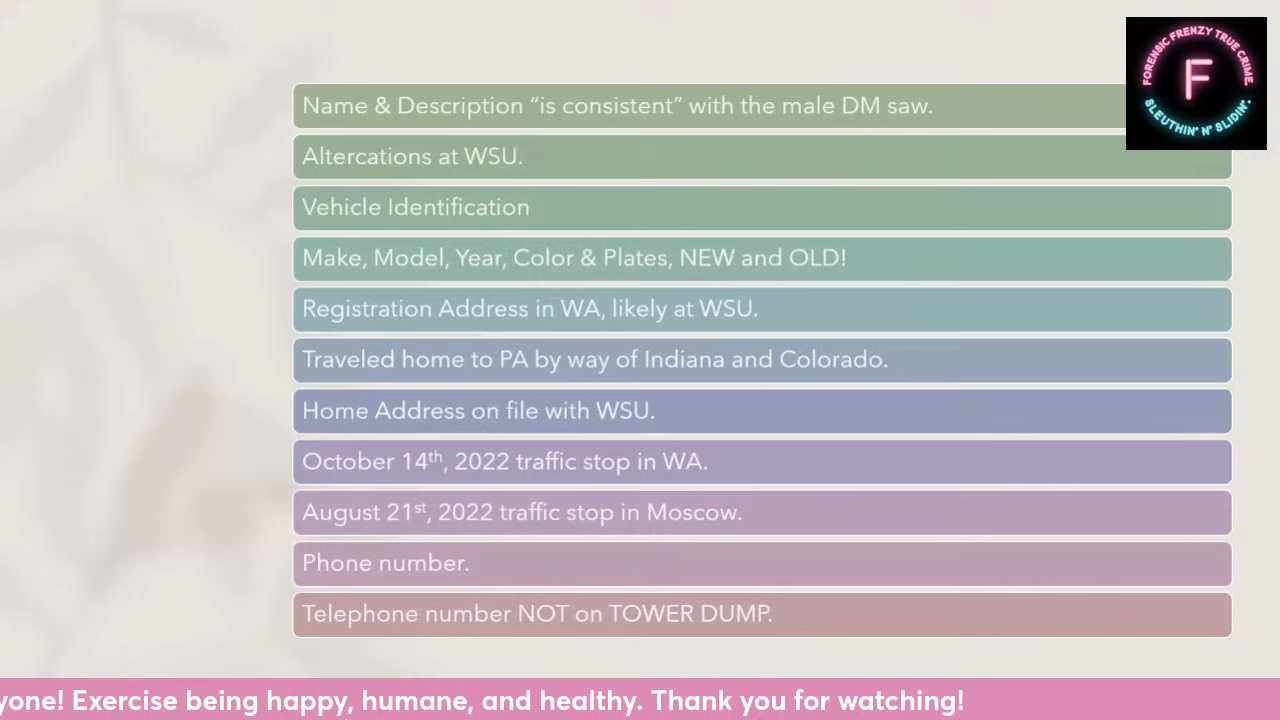 FORENSIC FRENZY TRUE CRIME.
F
SLEUTHIN' N' SLIDIN'.
Name & Description “is consistent” with the male DM saw.
Altercations at WSU.
Vehicle Identification
Make, Model, Year, Color & Plates, NEW and OLD!
Registration Address in WA, likely at WSU.
Traveled home to PA by way of Indiana and Colorado.
Home Address on file with WSU.
October 14th, 2022 traffic stop in WA.
August 21st, 2022 traffic stop in Moscow.
Phone number.
Telephone number NOT on TOWER DUMP.
yone! Exercise being happy, humane, and healthy. Thank you for watching!